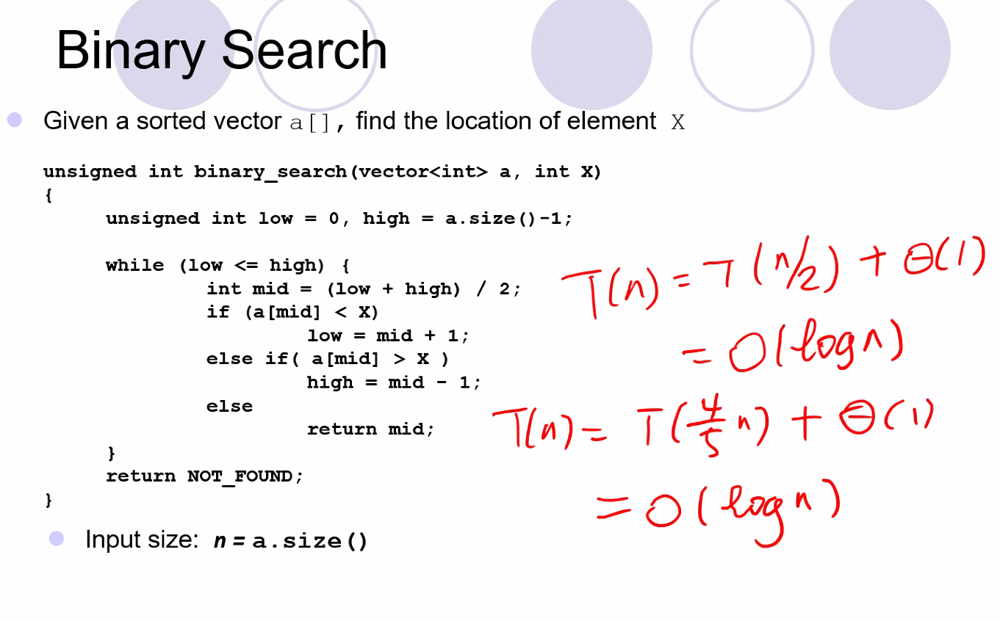 Binary Search
Given a sorted vector a[], find the location of element X
unsigned int binary_search(vector<int> a, int X)
{
unsigned int low = 0, high = a.size()-1;
while (low <= high) {
int mid = (low + high) / 2;
if (a[mid] < X)
low = mid + 1;
else if( a[mid] > X )
high = mid - 1;
else
return mid;
}
return NOT_FOUND;
}
Input size: n = a.size()
T(n) = T(n/2) + Θ(1)
= O(log n)
T(n) = T(4/5 n) + Θ(1)
= O(log n)